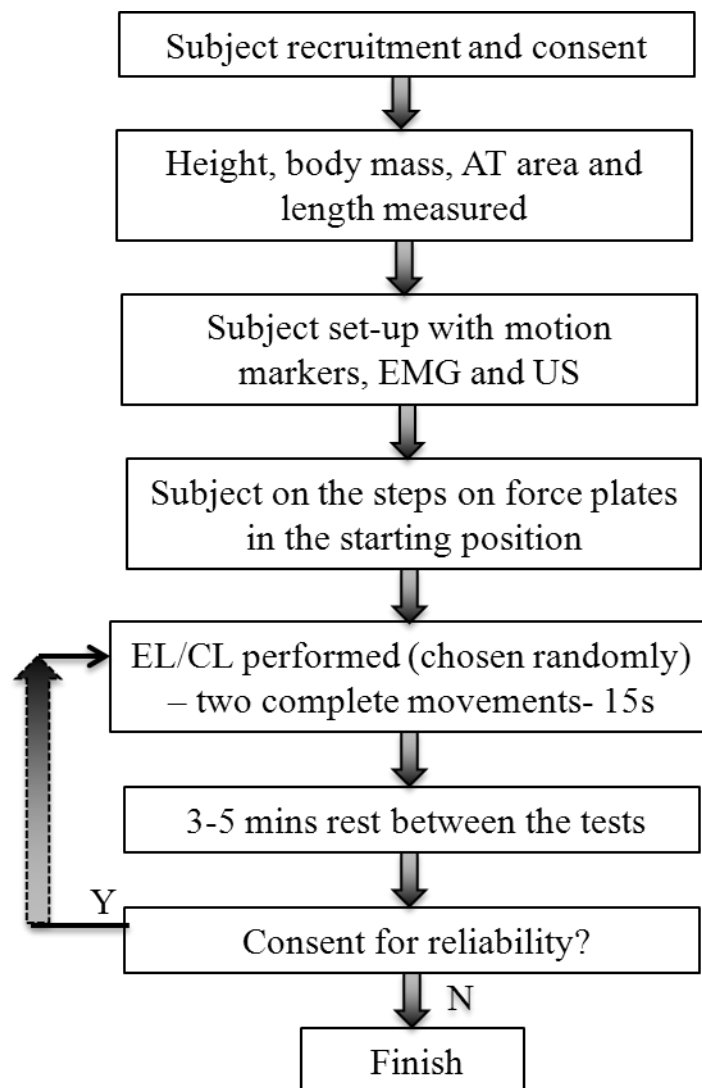 Subject recruitment and consent
Height, body mass, AT area and
length measured
Subject set-up with motion
markers, EMG and US
Subject on the steps on force plates
in the starting position
EL/CL performed (chosen randomly)
– two complete movements- 15s
3-5 mins rest between the tests
Y
Consent for reliability?
N
Finish